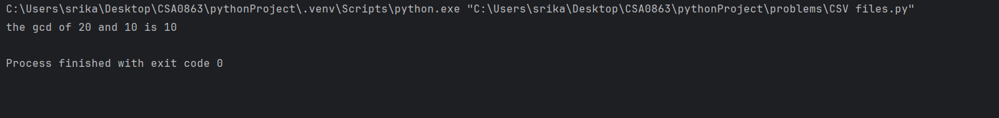 C:\Users\srika\Desktop\CSA0863\pythonProject\.venv\Scripts\python.exe "C:\Users\srika\Desktop\CSA0863\pythonProject\problems\CSV files.py"
the gcd of 20 and 10 is 10
Process finished with exit code 0